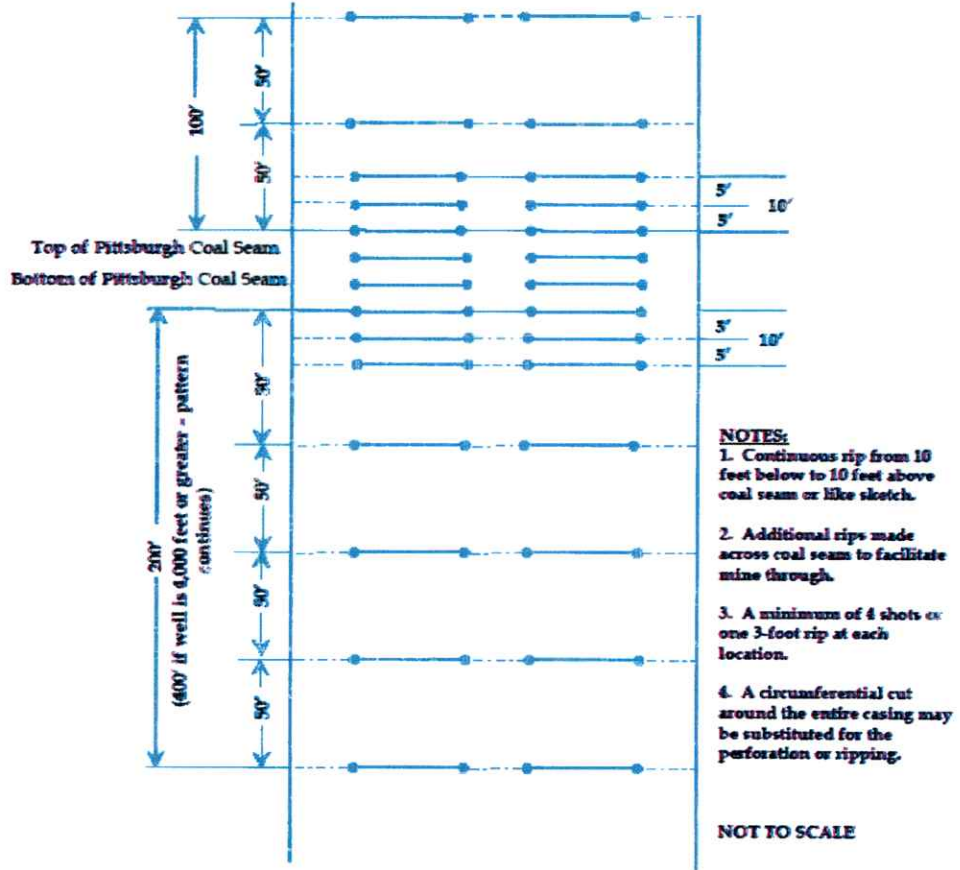 100'
50'
50'
5'
10'
5'
Top of Pittsburgh Coal Seam
Bottom of Pittsburgh Coal Seam
5'
10'
5'
200'
(400' if well is 4,000 feet or greater - pattern
continues)
50'
50'
50'
50'
NOTES:
1. Continuous rip from 10
feet below to 10 feet above
coal seam or like sketch.
2. Additional rips made
across coal seam to facilitate
mine through.
3. A minimum of 4 shots or
one 3-foot rip at each
location.
4. A circumferential cut
around the entire casing may
be substituted for the
perforation or ripping.
NOT TO SCALE